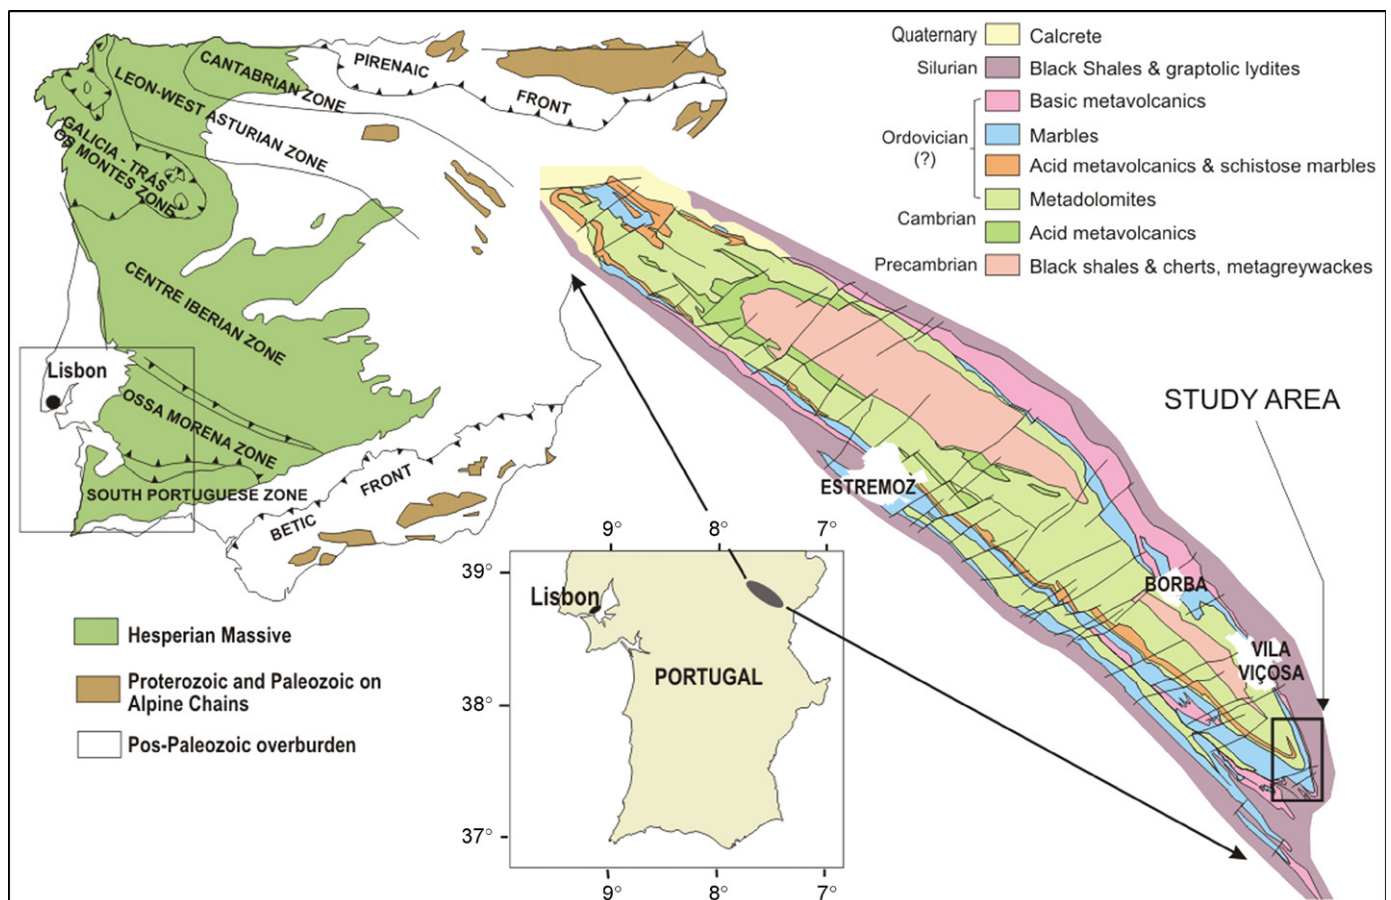 CANTABRIAN ZONE
PIRENAIC
FRONT
LEON-WEST ASTURIAN ZONE
GALICIA - TRÁS
OS MONTES ZONE
CENTRE IBERIAN ZONE
Lisbon
OSSA MORENA ZONE
SOUTH PORTUGUESE ZONE
BETIC
FRONT
Hesperian Massive
Proterozoic and Paleozoic on
Alpine Chains
Pos-Paleozoic overburden
Quaternary Calcrete
Silurian Black Shales & graptolic lydites
Basic metavolcanics
Ordovician
(?)
Marbles
Acid metavolcanics & schistose marbles
Metadolomites
Cambrian
Acid metavolcanics
Precambrian Black shales & cherts, metagreywackes
STUDY AREA
ESTREMOZ
BORBA
VILA
VIÇOSA
9° 8° 7°
39°
Lisbon
PORTUGAL
38°
37°
9° 8° 7°